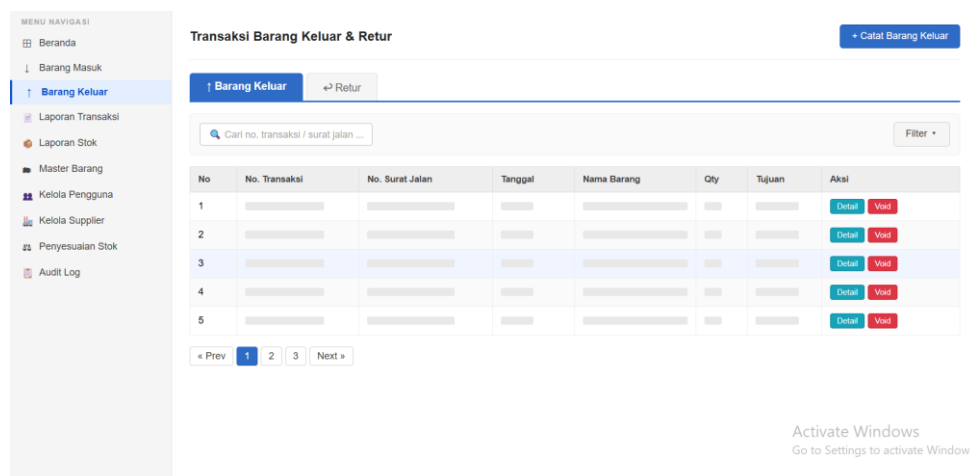 MENU NAVIGASI
Beranda
↓ Barang Masuk
↑ Barang Keluar
Laporan Transaksi
Laporan Stok
Master Barang
Kelola Pengguna
Kelola Supplier
Penyesuaian Stok
Audit Log
Transaksi Barang Keluar & Retur
+ Catat Barang Keluar
↑ Barang Keluar
↩ Retur
Cari no. transaksi / surat jalan ...
Filter ▾
No No. Transaksi No. Surat Jalan Tanggal Nama Barang Qty Tujuan Aksi
1 Detail Void
2 Detail Void
3 Detail Void
4 Detail Void
5 Detail Void
« Prev 1 2 3 Next »
Activate Windows
Go to Settings to activate Window